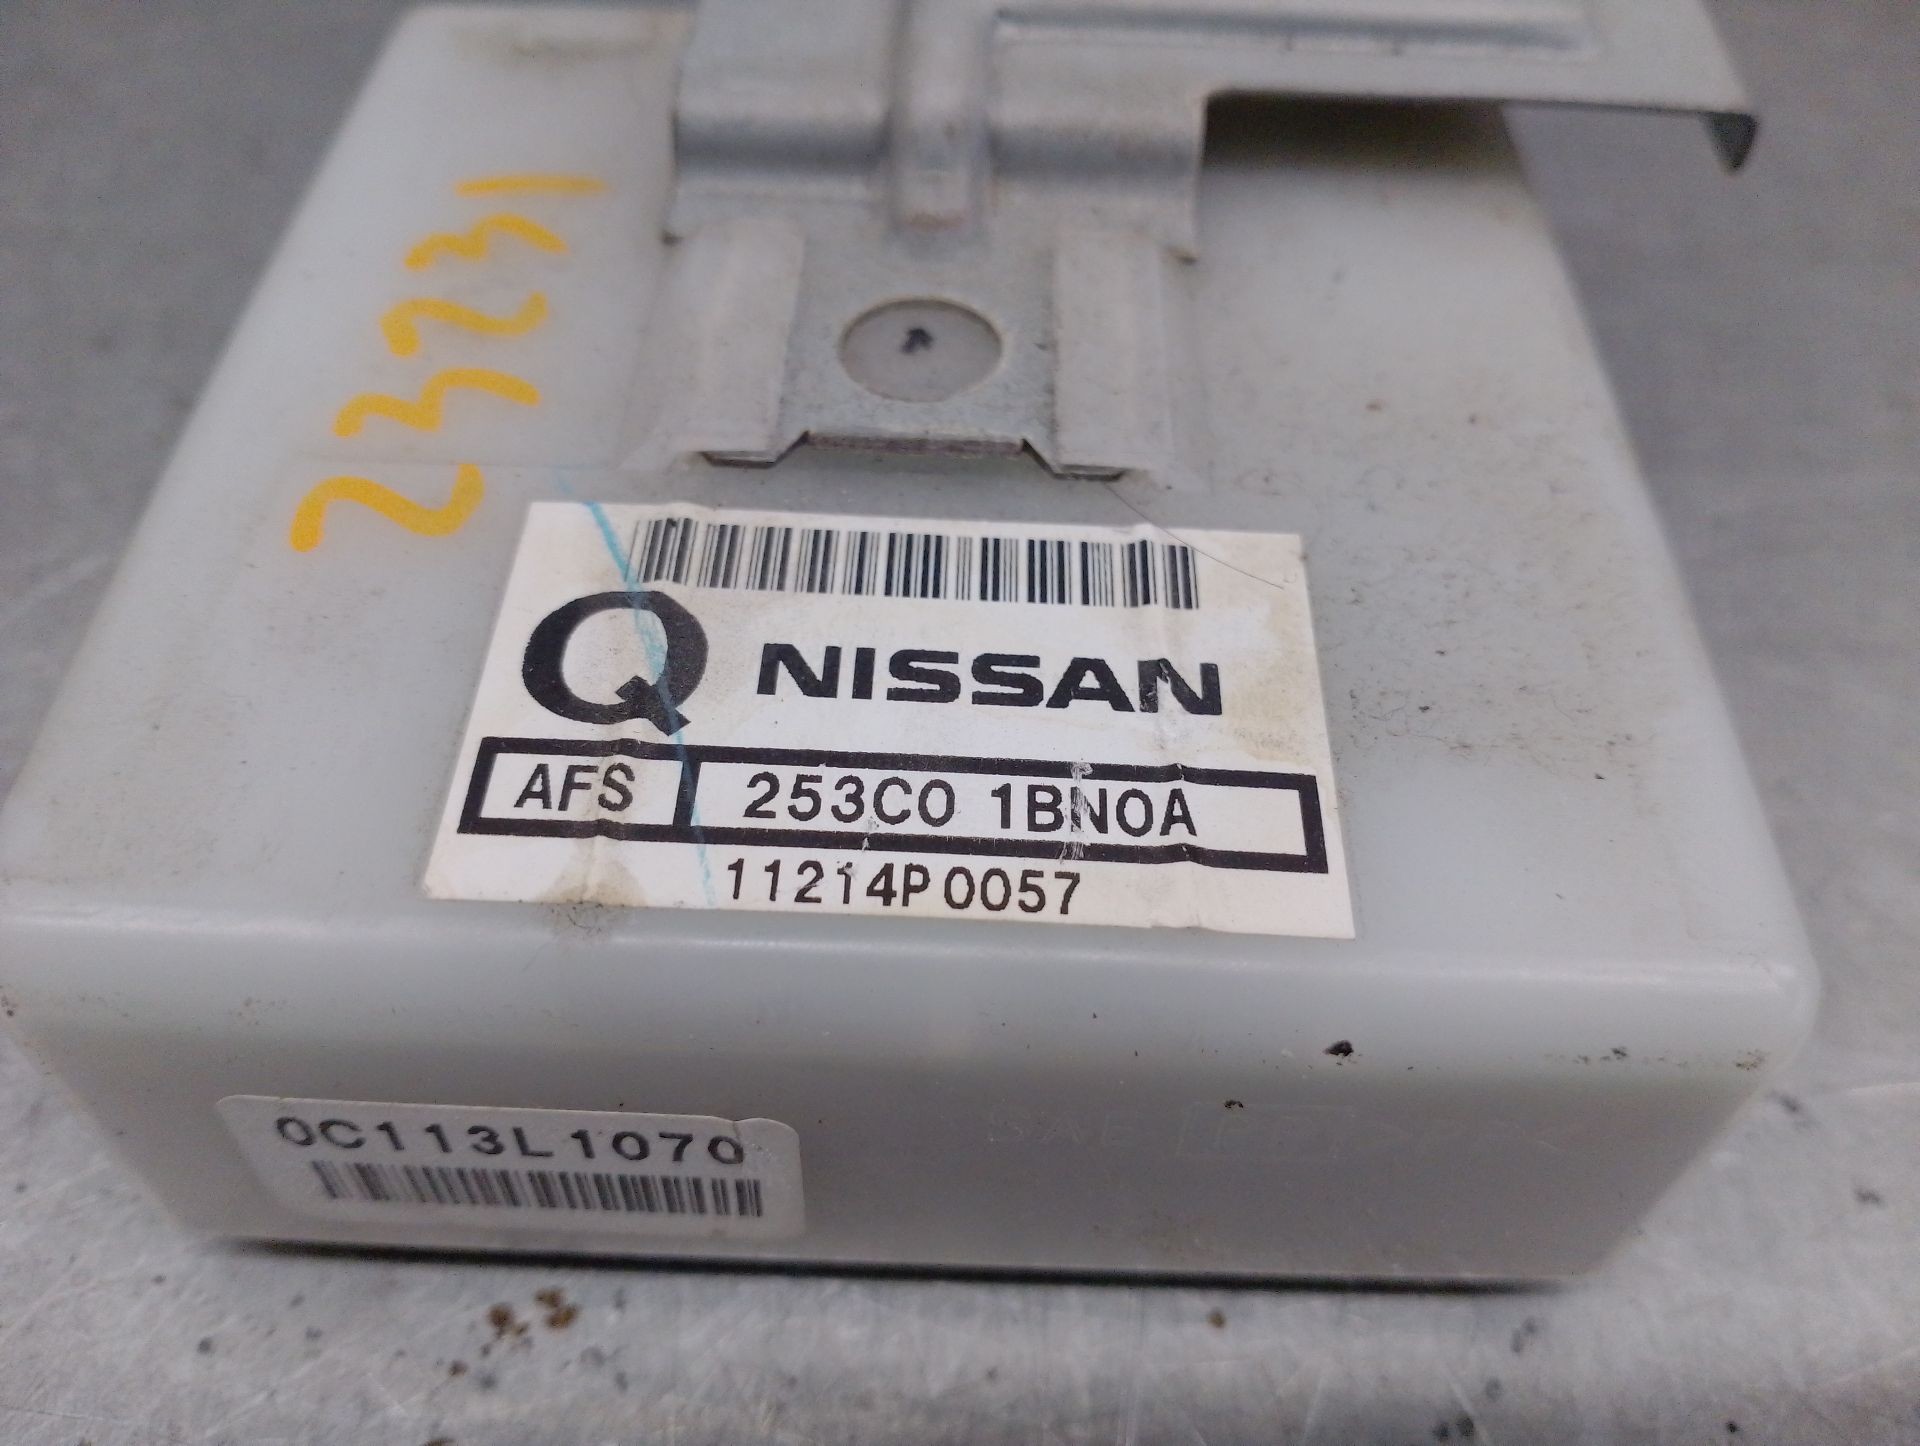 23231
Q NISSAN
AFS 253C0 1BN0A
11214P0057
0C113L1070